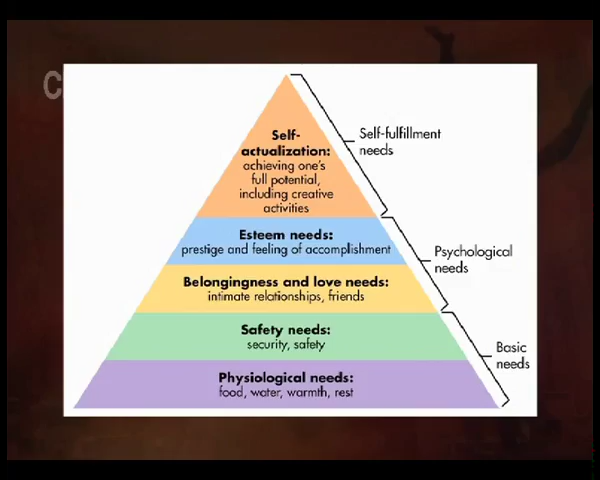 C
Self-
actualization:
achieving one's
full potential,
including creative
activities
Self-fulfillment
needs
Esteem needs:
prestige and feeling of accomplishment
Belongingness and love needs:
intimate relationships, friends
Psychological
needs
Safety needs:
security, safety
Physiological needs:
food, water, warmth, rest
Basic
needs